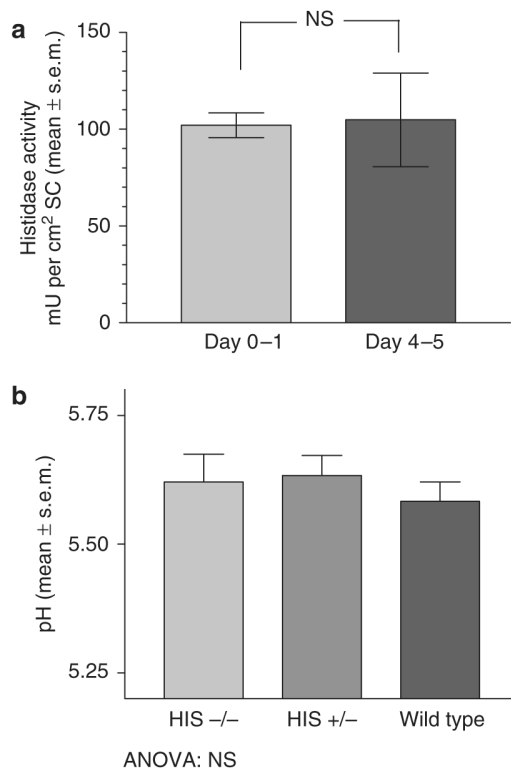 a
NS
Histidase activity
mU per cm² SC (mean ± s.e.m.)
150
100
50
0
Day 0–1
Day 4–5
b
pH (mean ± s.e.m.)
5.75
5.50
5.25
HIS –/–
HIS +/–
Wild type
ANOVA: NS